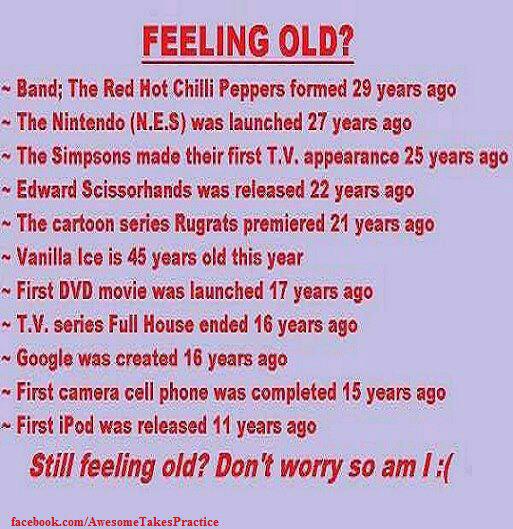 FEELING OLD?
~ Band; The Red Hot Chilli Peppers formed 29 years ago
~ The Nintendo (N.E.S) was launched 27 years ago
~ The Simpsons made their first T.V. appearance 25 years ago
~ Edward Scissorhands was released 22 years ago
~ The cartoon series Rugrats premiered 21 years ago
~ Vanilla Ice is 45 years old this year
~ First DVD movie was launched 17 years ago
~ T.V. series Full House ended 16 years ago
~ Google was created 16 years ago
~ First camera cell phone was completed 15 years ago
~ First iPod was released 11 years ago
Still feeling old? Don't worry so am I :(
facebook.com/AwesomeTakesPractice